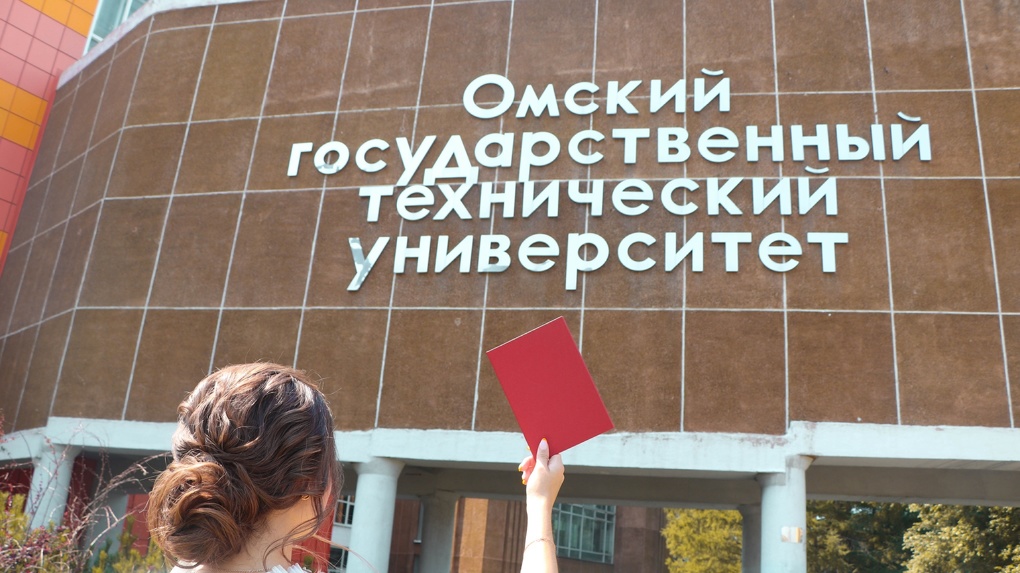 Омский
государственный
технический
университет